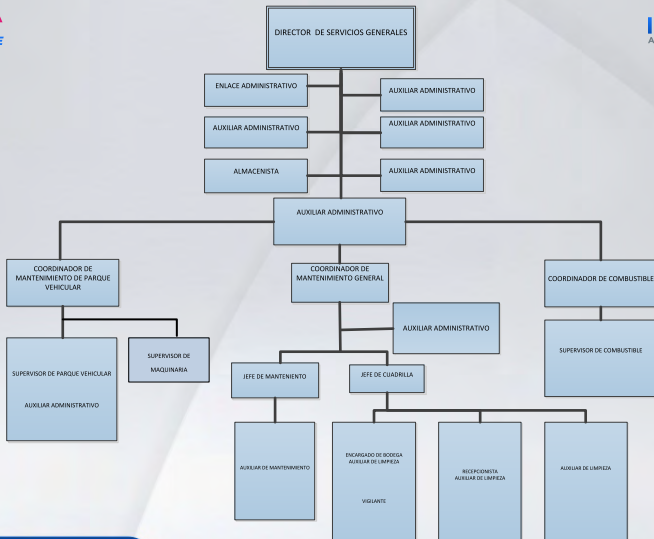 DIRECTOR DE SERVICIOS GENERALES
ENLACE ADMINISTRATIVO
AUXILIAR ADMINISTRATIVO
AUXILIAR ADMINISTRATIVO
AUXILIAR ADMINISTRATIVO
ALMACENISTA
AUXILIAR ADMINISTRATIVO
AUXILIAR ADMINISTRATIVO
COORDINADOR DE
MANTENIMIENTO DE PARQUE
VEHICULAR
COORDINADOR DE
MANTENIMIENTO GENERAL
COORDINADOR DE COMBUSTIBLE
AUXILIAR ADMINISTRATIVO
SUPERVISOR DE PARQUE VEHICULAR
AUXILIAR ADMINISTRATIVO
SUPERVISOR DE
MAQUINARIA
SUPERVISOR DE COMBUSTIBLE
JEFE DE MANTENIENTO
JEFE DE CUADRILLA
AUXILIAR DE MANTENIMIENTO
ENCARGADO DE BODEGA
AUXILIAR DE LIMPIEZA
VIGILANTE
RECEPCIONISTA
AUXILIAR DE LIMPIEZA
AUXILIAR DE LIMPIEZA